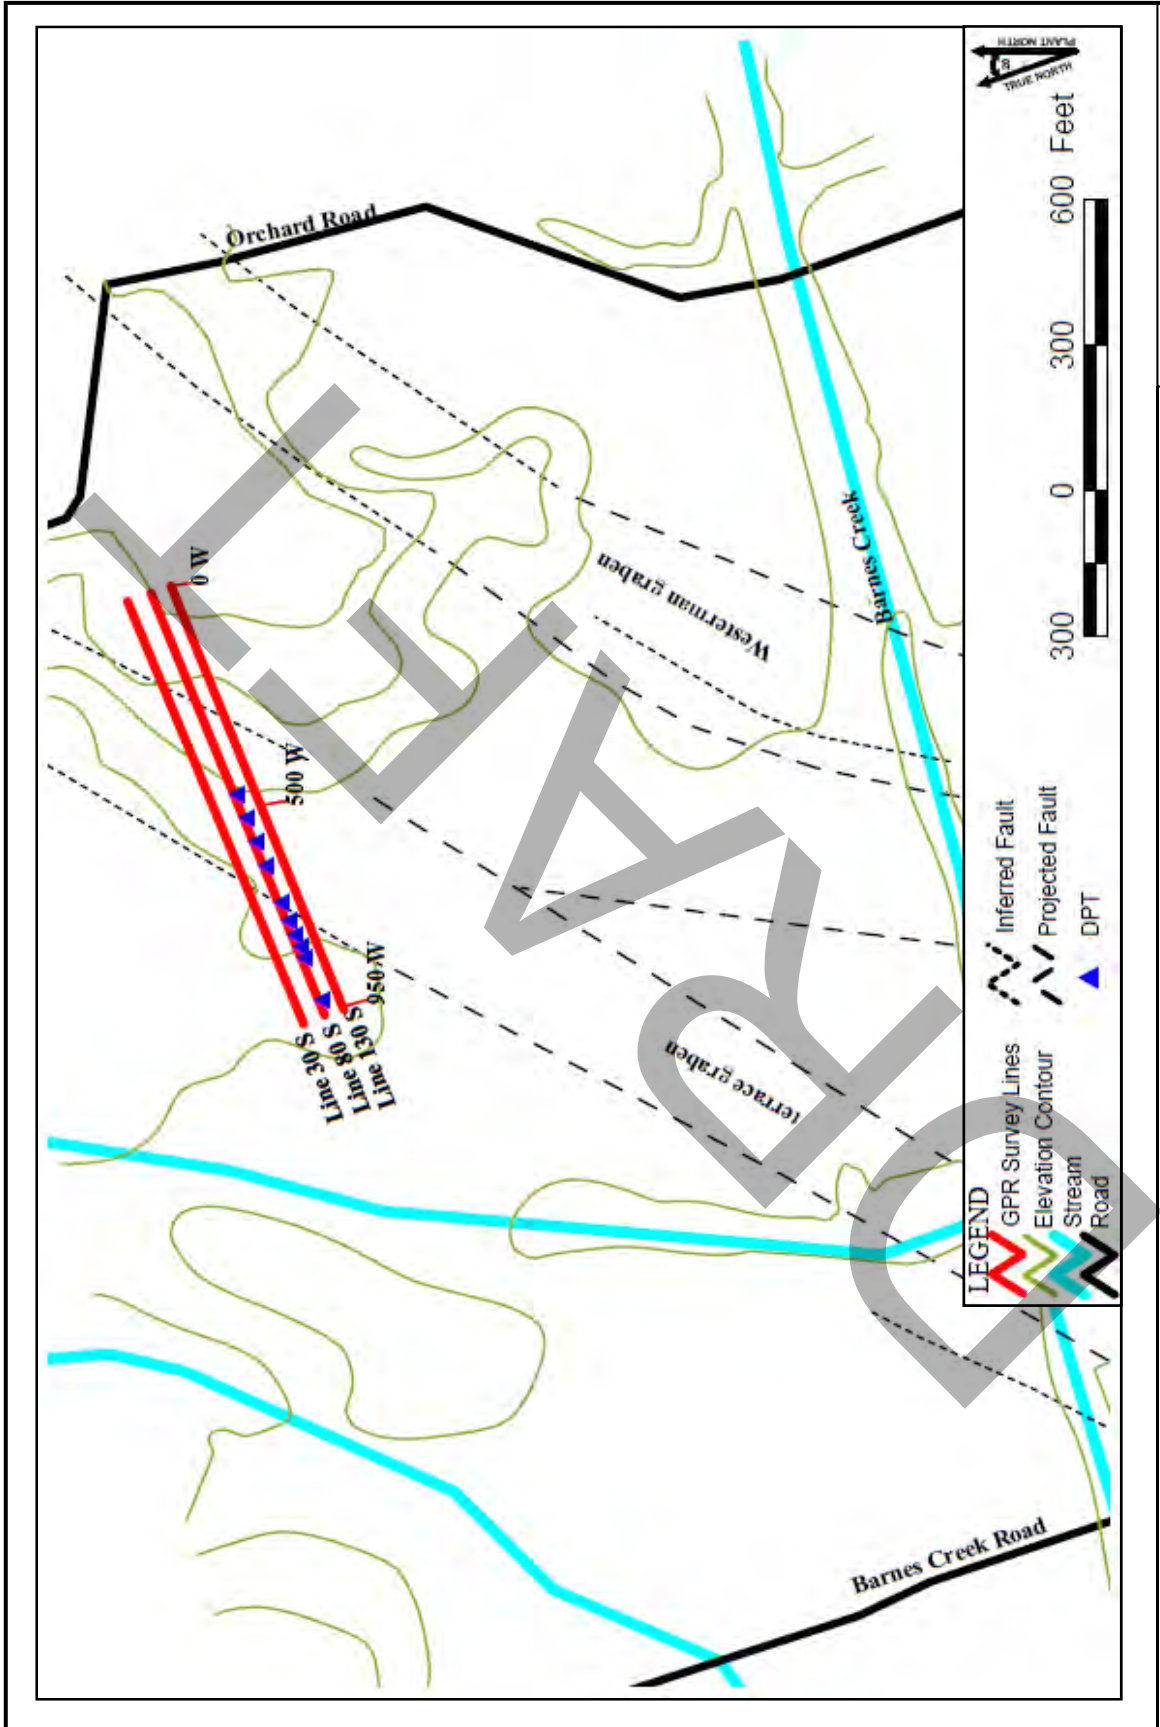 Orchard Road
0 W
500 W
950 W
Line 30 S
Line 80 S
Line 130 S
Westerman graben
terrace graben
Barnes Creek
Barnes Creek Road
LEGEND
GPR Survey Lines
Elevation Contour
Stream
Road
Inferred Fault
Projected Fault
DPT
300 0 300 600 Feet
PLANT NORTH
TRUE NORTH
DRAFT